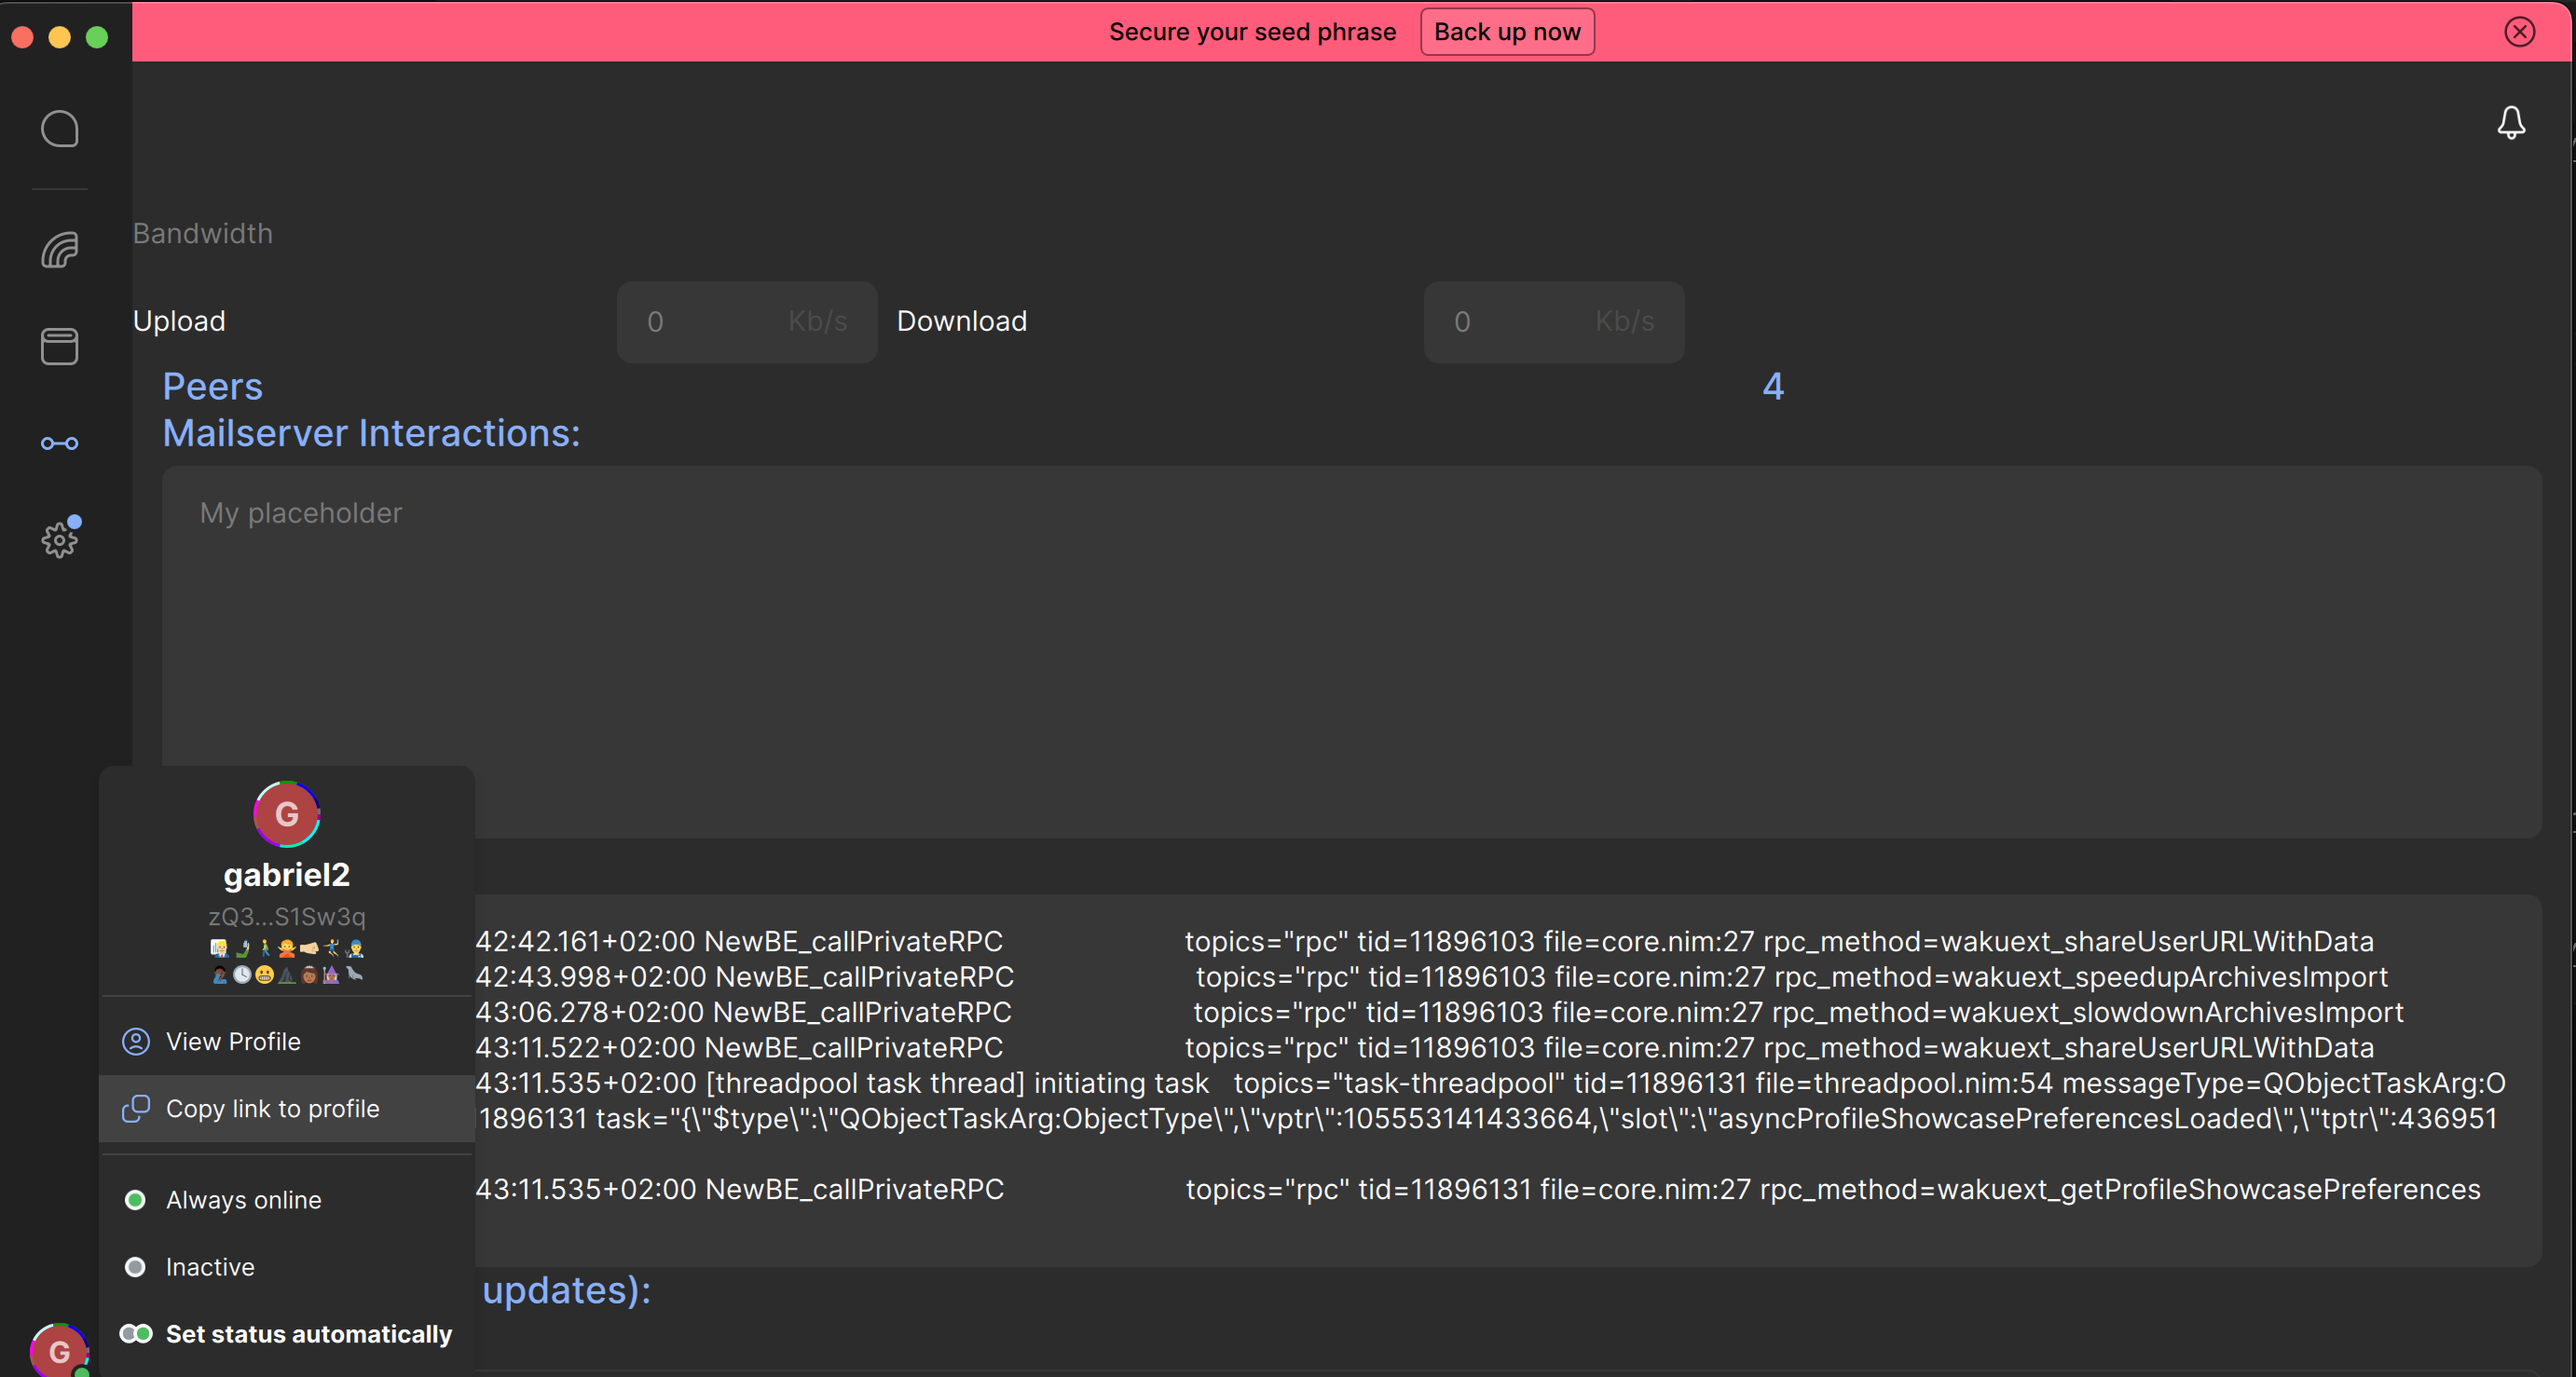 Secure your seed phrase Back up now
Bandwidth
Upload 0 Kb/s Download 0 Kb/s
Peers 4
Mailserver Interactions:
My placeholder
G
gabriel2
zQ3...S1Sw3q
View Profile
Copy link to profile
Always online
Inactive
Set status automatically
G
42:42.161+02:00 NewBE_callPrivateRPC topics="rpc" tid=11896103 file=core.nim:27 rpc_method=wakuext_shareUserURLWithData
42:43.998+02:00 NewBE_callPrivateRPC topics="rpc" tid=11896103 file=core.nim:27 rpc_method=wakuext_speedupArchivesImport
43:06.278+02:00 NewBE_callPrivateRPC topics="rpc" tid=11896103 file=core.nim:27 rpc_method=wakuext_slowdownArchivesImport
43:11.522+02:00 NewBE_callPrivateRPC topics="rpc" tid=11896103 file=core.nim:27 rpc_method=wakuext_shareUserURLWithData
43:11.535+02:00 [threadpool task thread] initiating task topics="task-threadpool" tid=11896131 file=threadpool.nim:54 messageType=QObjectTaskArg:O
11896131 task="{\"$type\":\"QObjectTaskArg:ObjectType\",\"vptr\":105553141433664,\"slot\":\"asyncProfileShowcasePreferencesLoaded\",\"tptr\":436951
43:11.535+02:00 NewBE_callPrivateRPC topics="rpc" tid=11896131 file=core.nim:27 rpc_method=wakuext_getProfileShowcasePreferences
updates):